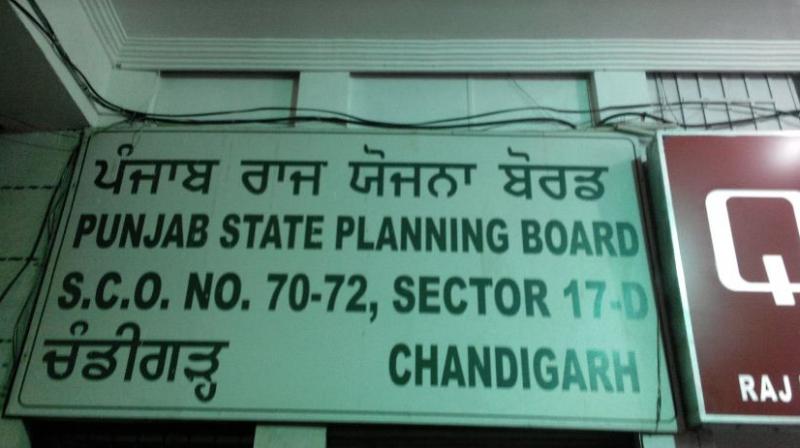 ਪੰਜਾਬ ਰਾਜ ਯੋਜਨਾ ਬੋਰਡ
PUNJAB STATE PLANNING BOARD
S.C.O. NO. 70-72, SECTOR 17-D
ਚੰਡੀਗੜ੍ਹ CHANDIGARH
RAJ